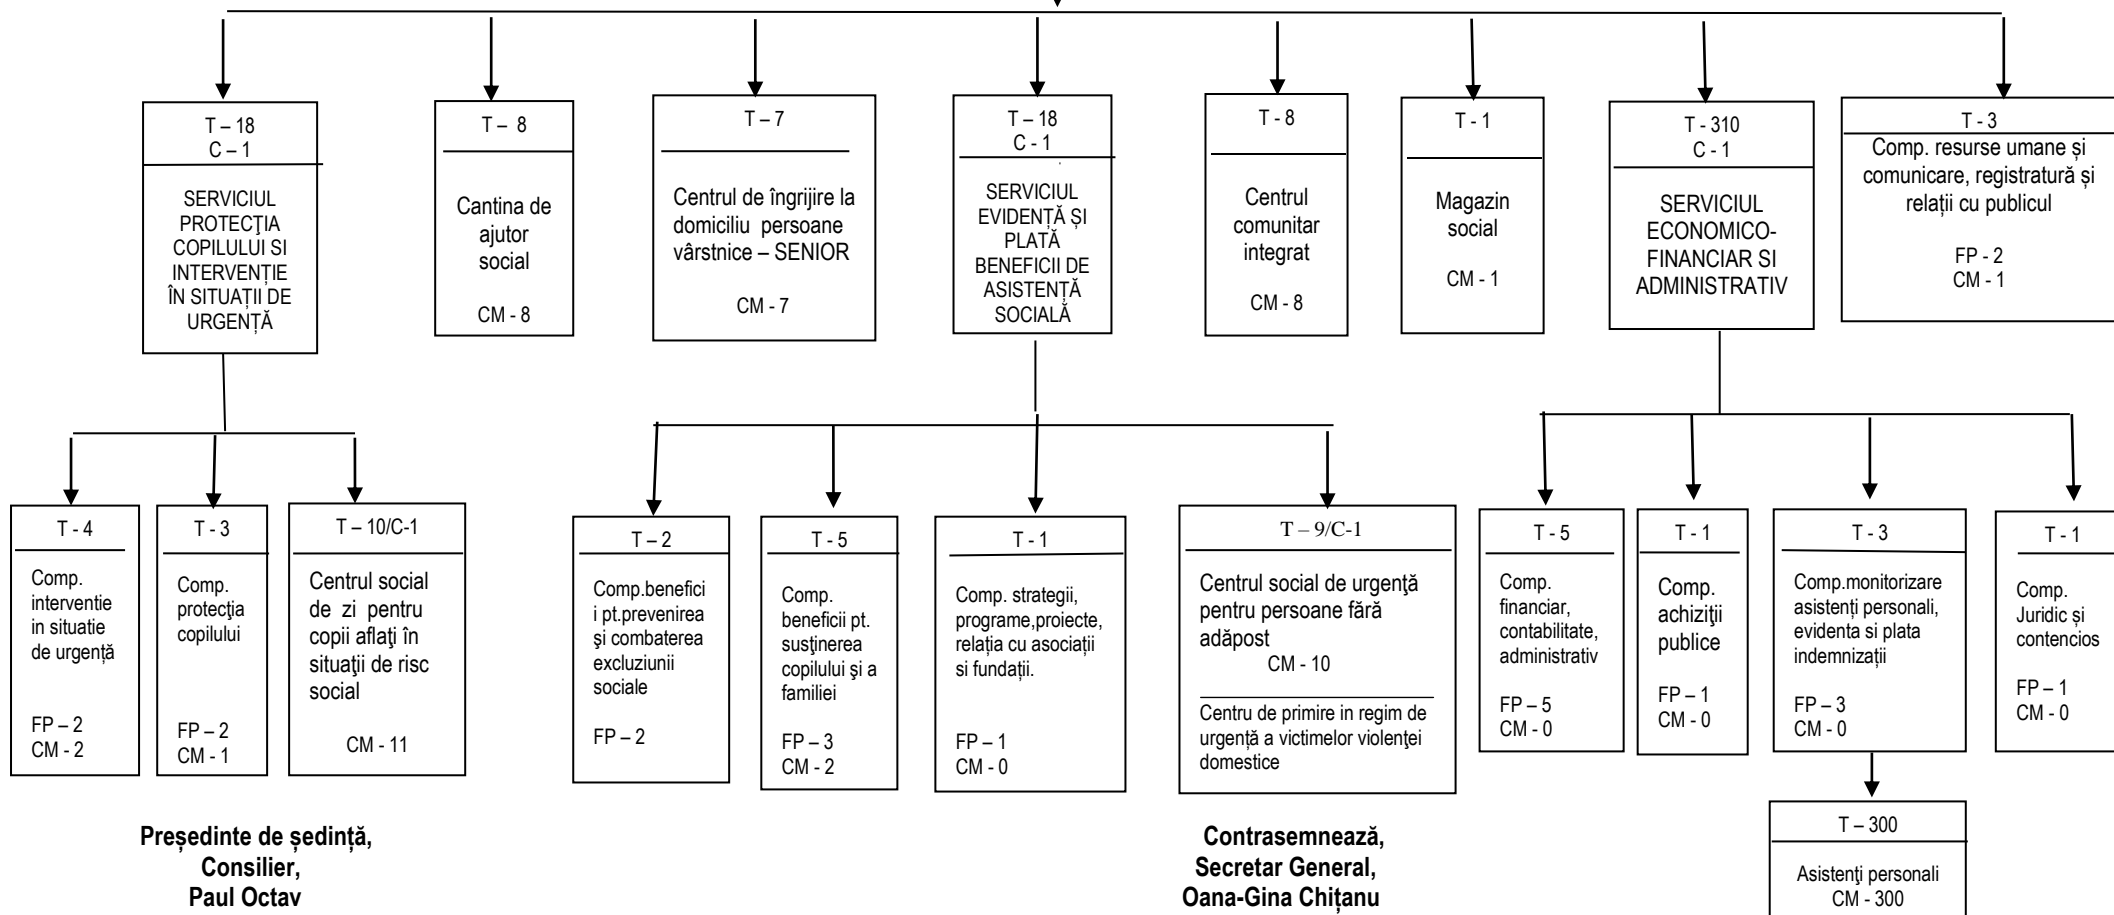 T – 18
C – 1
SERVICIUL
PROTECŢIA
COPILULUI SI
INTERVENȚIE
ÎN SITUAȚII DE
URGENȚĂ
T – 8
Cantina de
ajutor
social
CM - 8
T – 7
Centrul de îngrijire la
domiciliu persoane
vârstnice – SENIOR
CM - 7
T – 18
C - 1
SERVICIUL
EVIDENȚĂ ȘI
PLATĂ
BENEFICII DE
ASISTENȚĂ
SOCIALĂ
T - 8
Centrul
comunitar
integrat
CM – 8
T - 1
Magazin
social
CM - 1
T - 310
C - 1
SERVICIUL
ECONOMICO-
FINANCIAR SI
ADMINISTRATIV
T - 3
Comp. resurse umane și
comunicare, registratură și
relații cu publicul
FP - 2
CM - 1
T - 4
Comp.
interventie
in situatie
de urgență
FP – 2
CM - 2
T - 3
Comp.
protecţia
copilului
FP – 2
CM - 1
T – 10/C-1
Centrul social
de zi pentru
copii aflaţi în
situaţii de risc
social
CM - 11
T – 2
Comp.benefici
i pt.prevenirea
şi combaterea
excluziunii
sociale
FP – 2
T - 5
Comp.
beneficii pt.
susţinerea
copilului şi a
familiei
FP – 3
CM - 2
T - 1
Comp. strategii,
programe,proiecte,
relația cu asociații
si fundații.
FP – 1
CM – 0
T – 9/C-1
Centrul social de urgenţă
pentru persoane fără
adăpost
CM - 10
Centru de primire in regim de
urgență a victimelor violenţei
domestice
T - 5
Comp.
financiar,
contabilitate,
administrativ
FP – 5
CM - 0
T - 1
Comp.
achiziţii
publice
FP – 1
CM - 0
T - 3
Comp.monitorizare
asistenți personali,
evidenta si plata
indemnizații
FP – 3
CM - 0
T - 1
Comp.
Juridic și
contencios
FP – 1
CM - 0
T – 300
Asistenţi personali
CM - 300
Președinte de ședință,
Consilier,
Paul Octav
Contrasemnează,
Secretar General,
Oana-Gina Chițanu